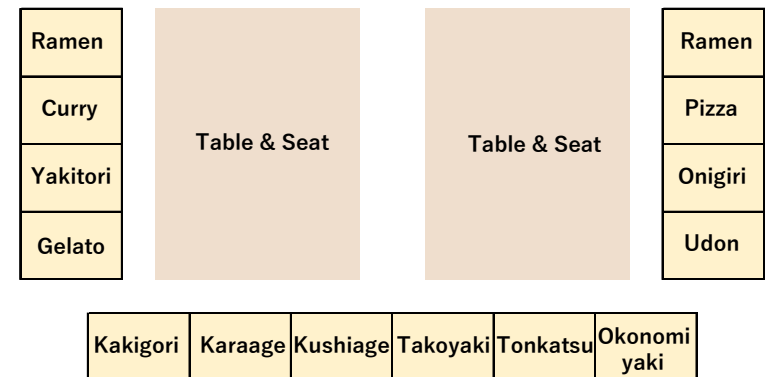 Ramen
Curry
Yakitori
Gelato
Table & Seat
Table & Seat
Ramen
Pizza
Onigiri
Udon
Kakigori
Karaage
Kushiage
Takoyaki
Tonkatsu
Okonomi
yaki